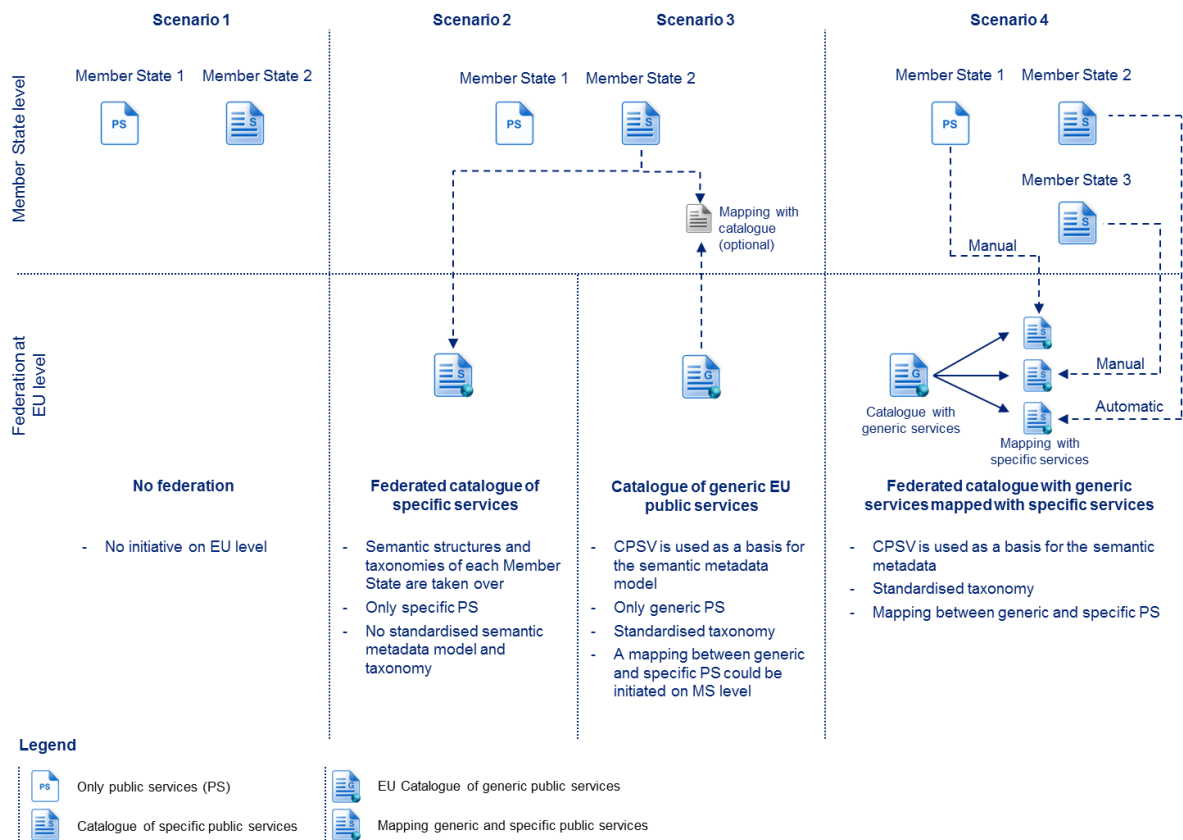 Scenario 1
Scenario 2
Scenario 3
Scenario 4
Member State level
Member State 1
Member State 2
PS
S
Member State 1
Member State 2
PS
S
Mapping with
catalogue
(optional)
Member State 1
Member State 2
PS
S
Member State 3
S
Manual
Federation at
EU level
S
G
G
S
S
S
Manual
Automatic
Catalogue with
generic services
Mapping with
specific services
No federation
- No initiative on EU level
Federated catalogue of
specific services
- Semantic structures and
taxonomies of each Member
State are taken over
- Only specific PS
- No standardised semantic
metadata model and
taxonomy
Catalogue of generic EU
public services
- CPSV is used as a basis for
the semantic metadata
model
- Only generic PS
- Standardised taxonomy
- A mapping between generic
and specific PS could be
initiated on MS level
Federated catalogue with generic
services mapped with specific services
- CPSV is used as a basis for the semantic
metadata
- Standardised taxonomy
- Mapping between generic and specific PS
Legend
PS
Only public services (PS)
S
Catalogue of specific public services
G
EU Catalogue of generic public services
S
Mapping generic and specific public services